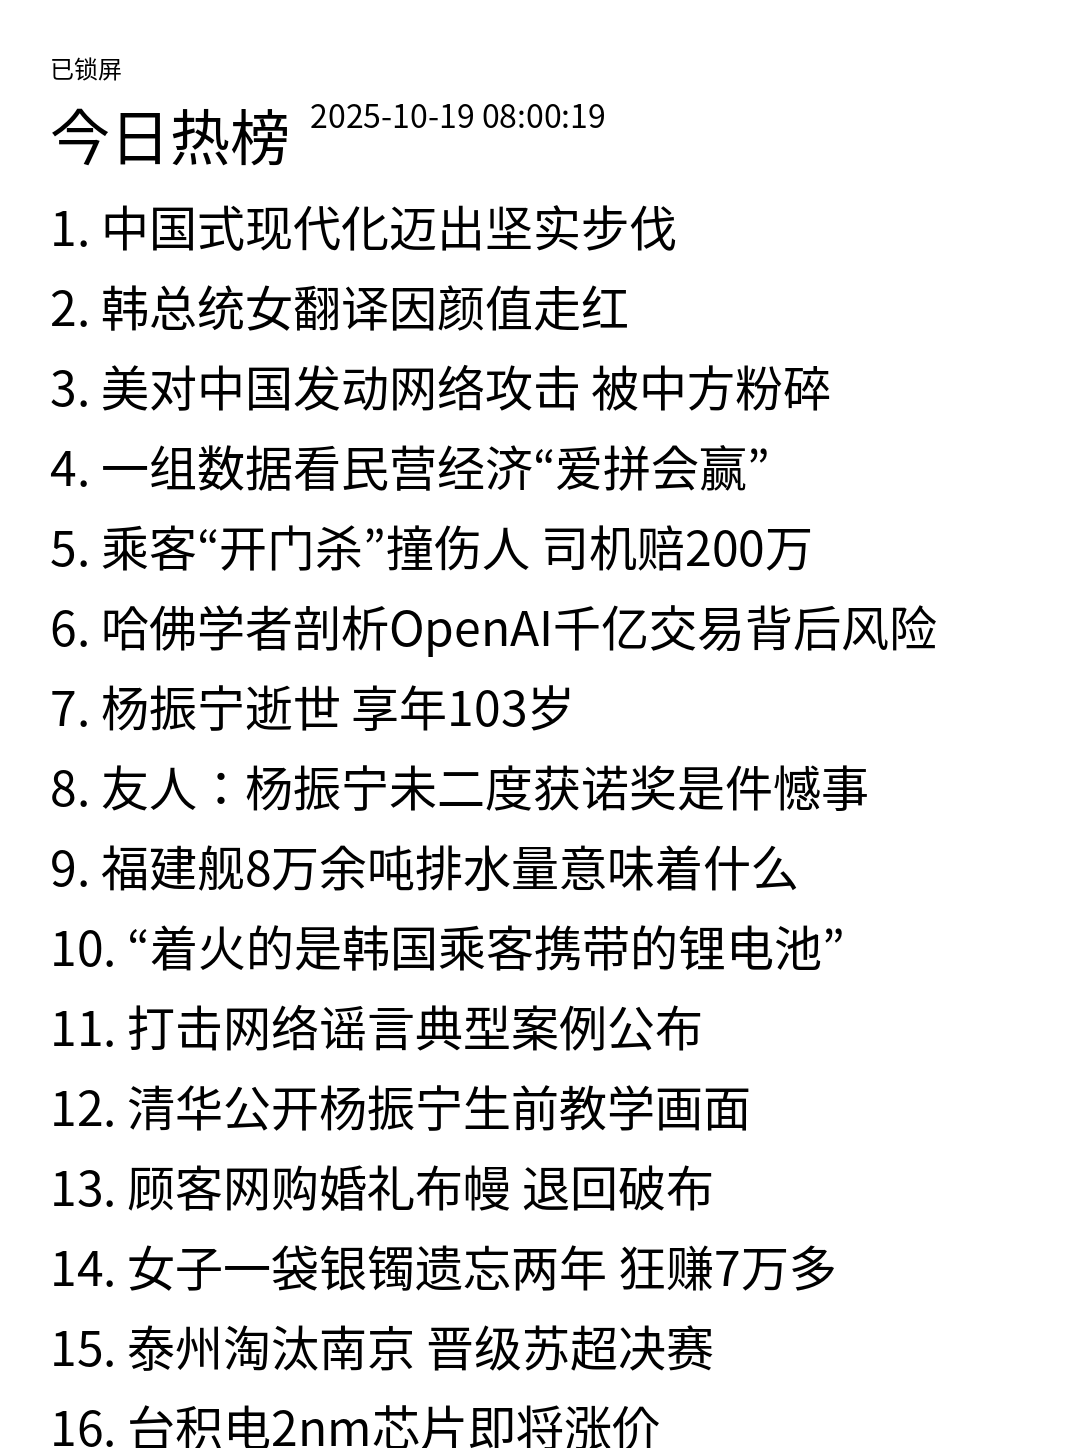 已锁屏
今日热榜 2025-10-19 08:00:19
1. 中国式现代化迈出坚实步伐
2. 韩总统女翻译因颜值走红
3. 美对中国发动网络攻击 被中方粉碎
4. 一组数据看民营经济“爱拼会赢”
5. 乘客“开门杀”撞伤人 司机赔200万
6. 哈佛学者剖析OpenAI千亿交易背后风险
7. 杨振宁逝世 享年103岁
8. 友人：杨振宁未二度获诺奖是件憾事
9. 福建舰8万余吨排水量意味着什么
10. “着火的是韩国乘客携带的锂电池”
11. 打击网络谣言典型案例公布
12. 清华公开杨振宁生前教学画面
13. 顾客网购婚礼布幔 退回破布
14. 女子一袋银镯遗忘两年 狂赚7万多
15. 泰州淘汰南京 晋级苏超决赛
16. 台积电2nm芯片即将涨价